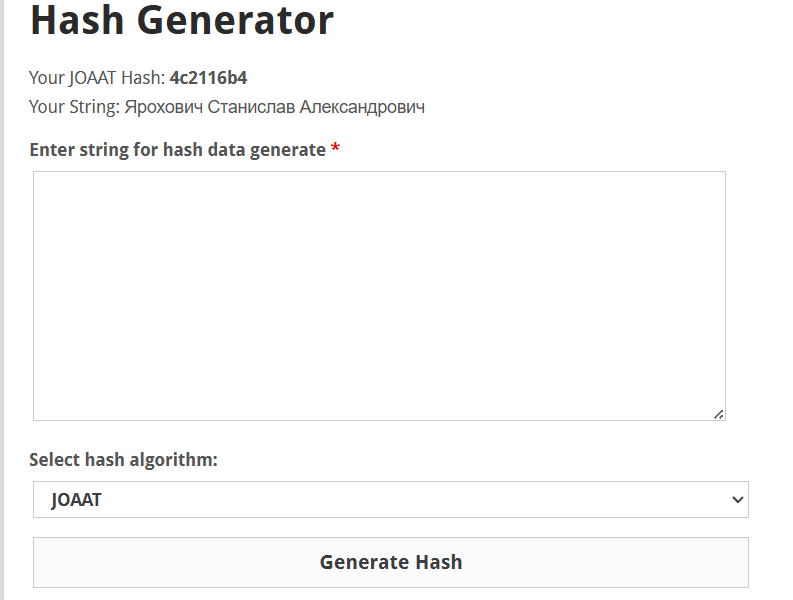 Hash Generator
Your JOAAT Hash: 4c2116b4
Your String: Ярохович Станислав Александрович
Enter string for hash data generate *
Select hash algorithm:
JOAAT
Generate Hash